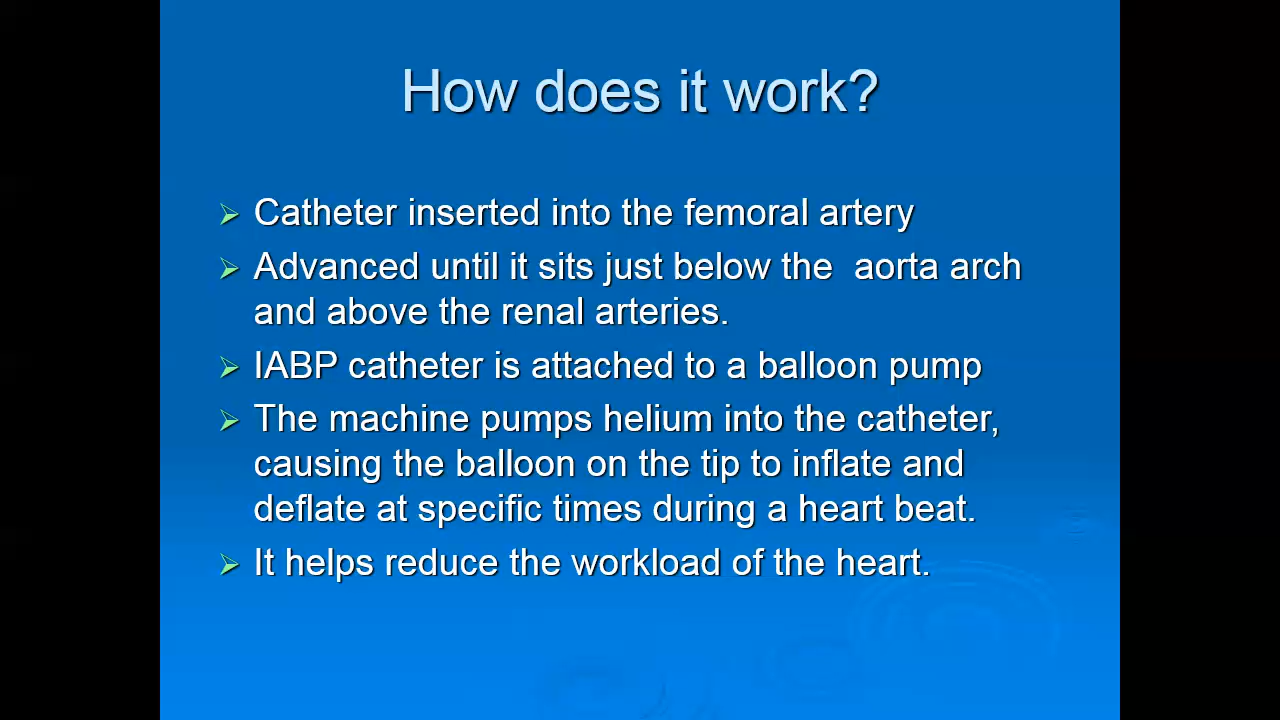 How does it work?
Catheter inserted into the femoral artery
Advanced until it sits just below the  aorta arch
and above the renal arteries.
IABP catheter is attached to a balloon pump
The machine pumps helium into the catheter,
causing the balloon on the tip to inflate and
deflate at specific times during a heart beat.
It helps reduce the workload of the heart.